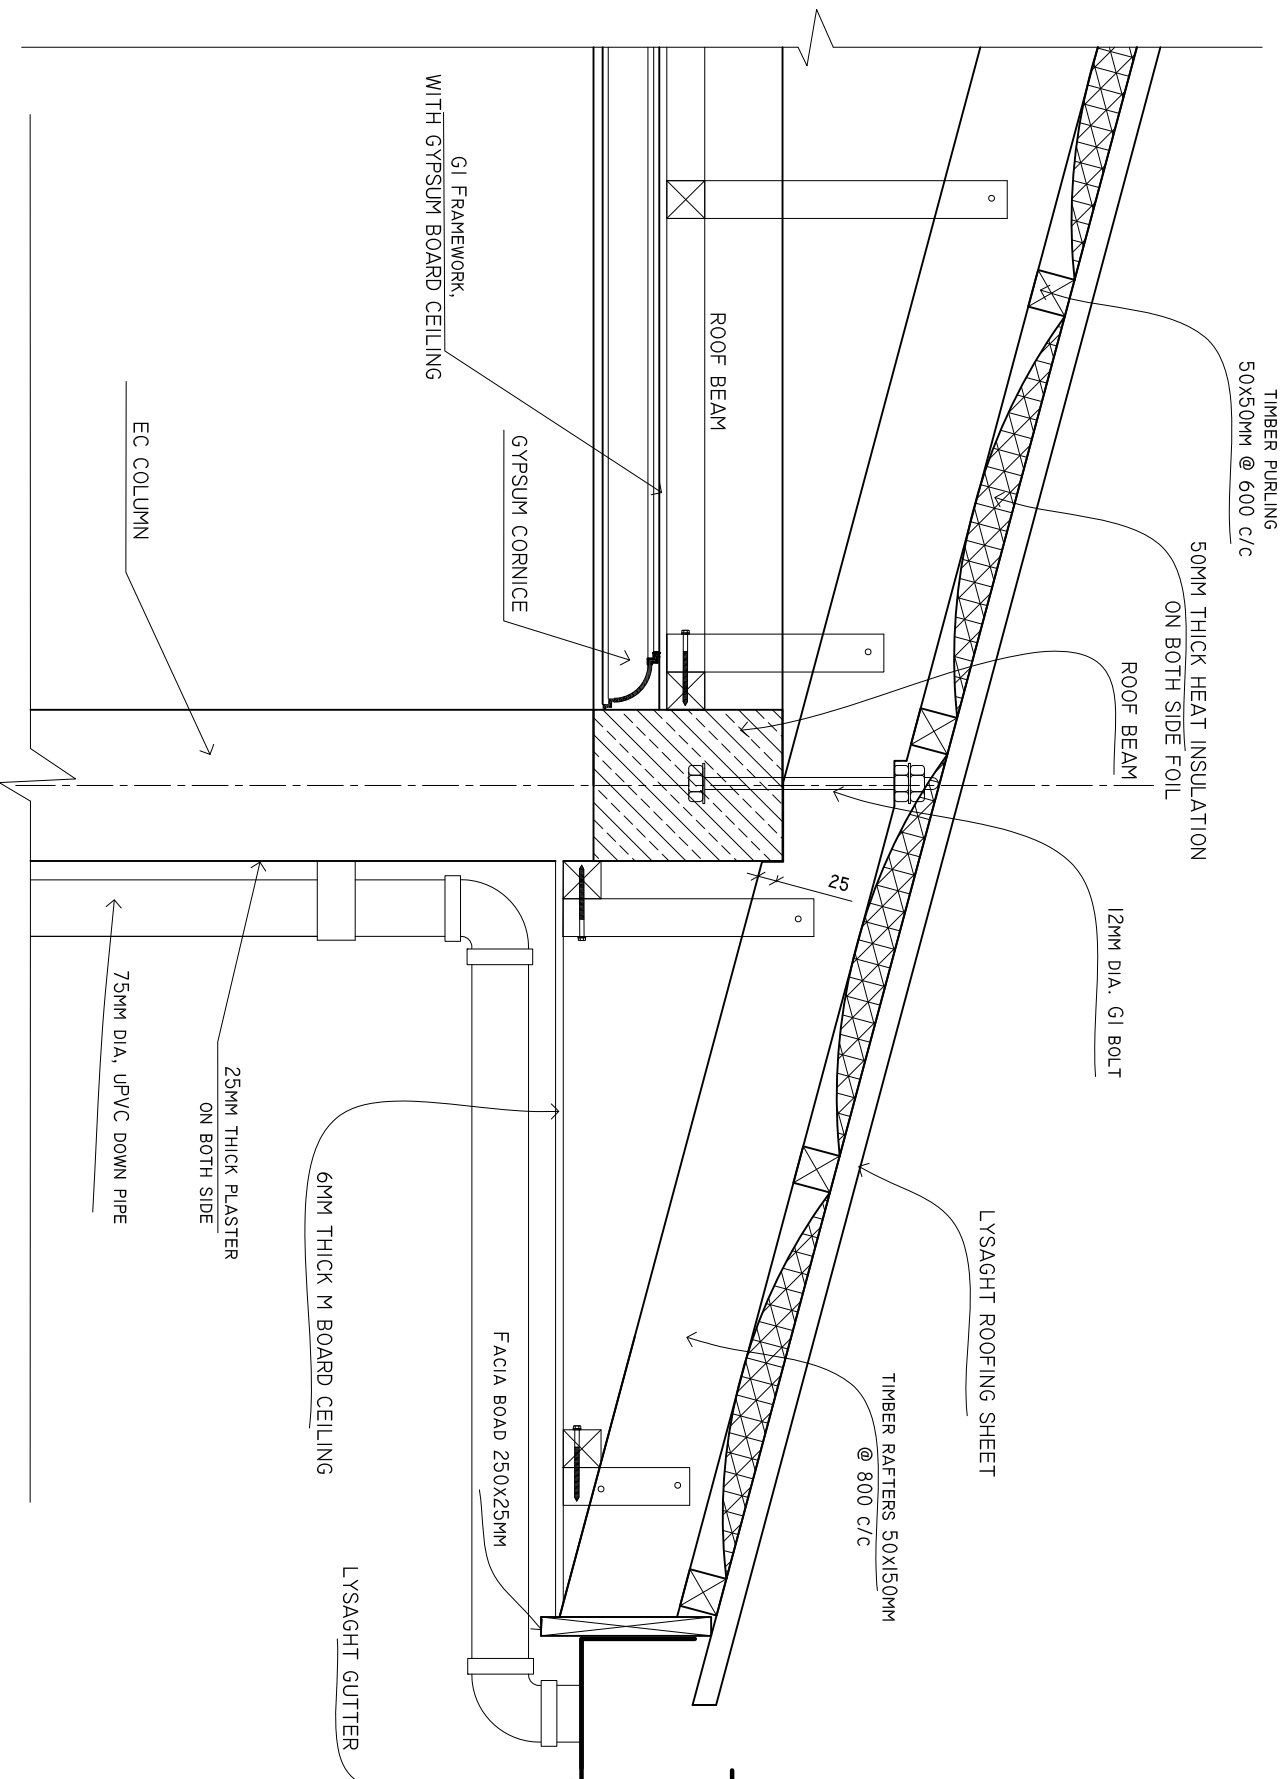 TIMBER PURLING
50x50MM @ 600 C/C
50MM THICK HEAT INSULATION
ON BOTH SIDE FOIL
ROOF BEAM
12MM DIA. GI BOLT
LYSAGHT ROOFING SHEET
TIMBER RAFTERS 50x150MM
@ 800 C/C
25
ROOF BEAM
GI FRAMEWORK,
WITH GYPSUM BOARD CEILING
GYPSUM CORNICE
EC COLUMN
FACIA BOAD 250x25MM
LYSAGHT GUTTER
6MM THICK M BOARD CEILING
25MM THICK PLASTER
ON BOTH SIDE
75MM DIA, UPVC DOWN PIPE